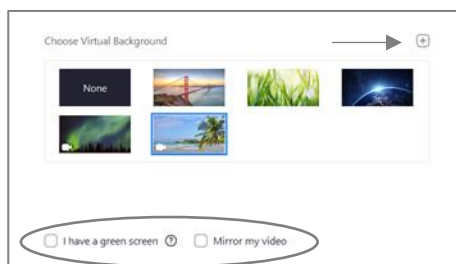 Choose Virtual Background
None
I have a green screen ? Mirror my video